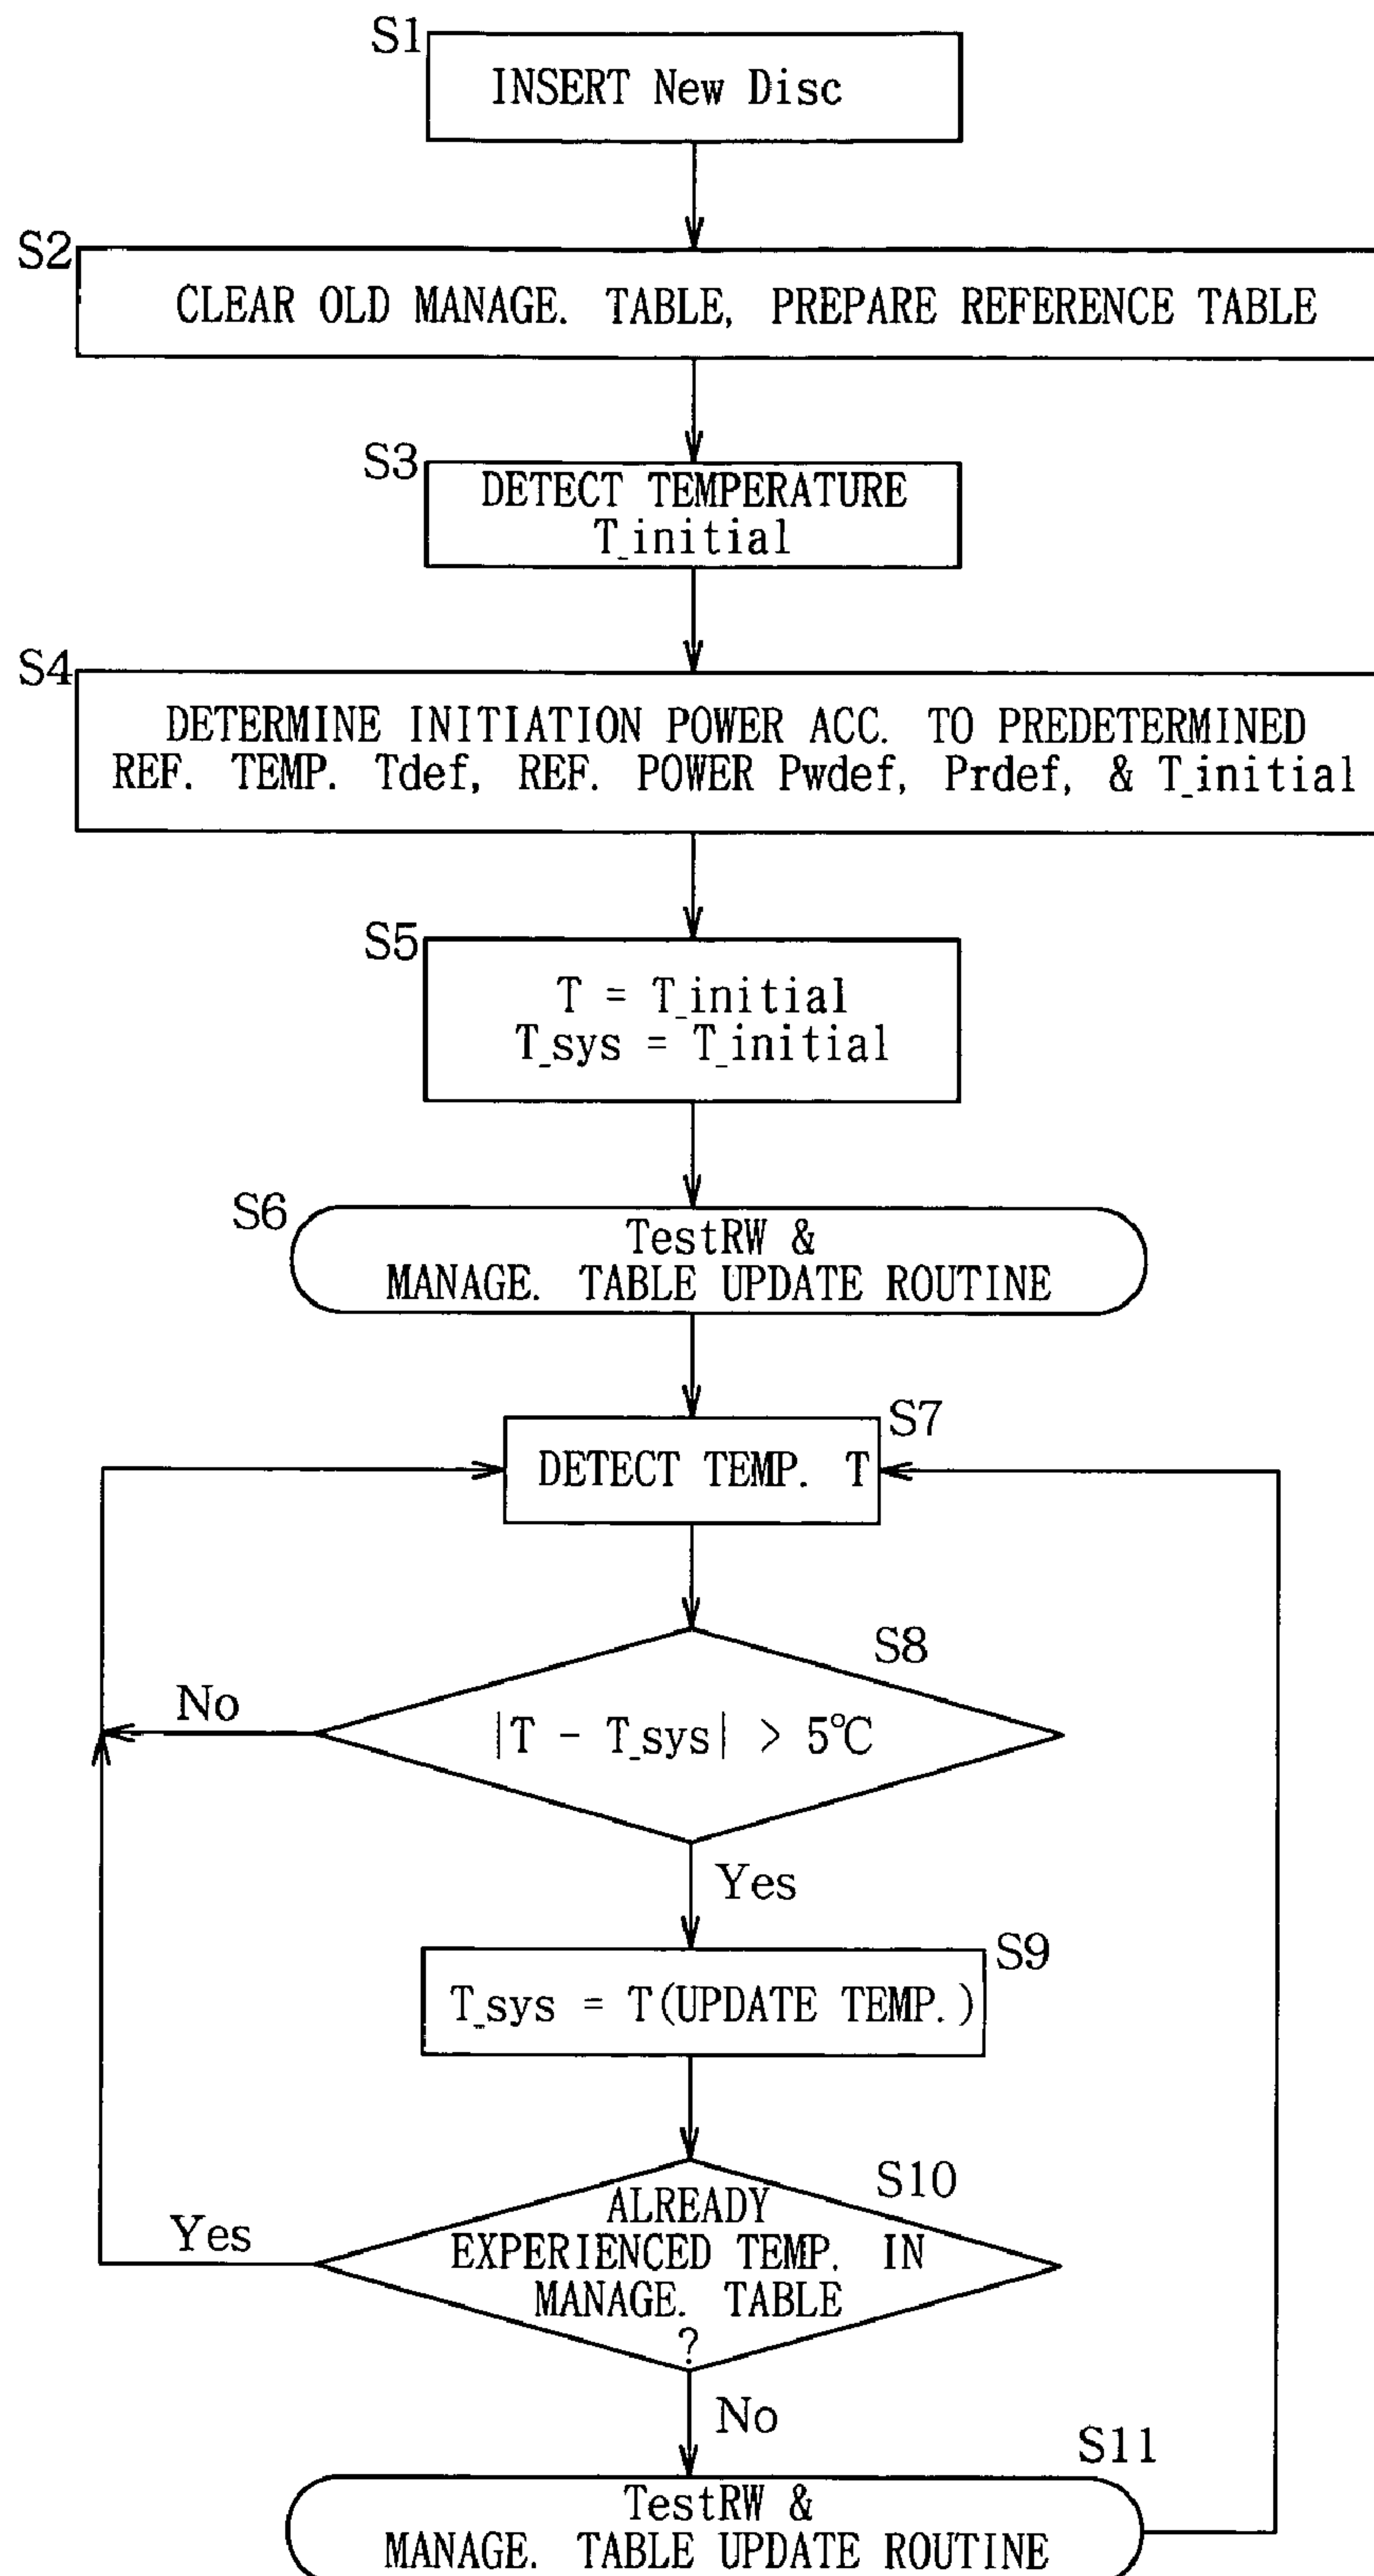 S1
INSERT New Disc
S2
CLEAR OLD MANAGE. TABLE, PREPARE REFERENCE TABLE
S3
DETECT TEMPERATURE
T_initial
S4
DETERMINE INITIATION POWER ACC. TO PREDETERMINED
REF. TEMP. Tdef, REF. POWER Pwdef, Prdef, & T_initial
S5
T = T_initial
T_sys = T_initial
S6
TestRW &
MANAGE. TABLE UPDATE ROUTINE
S7
DETECT TEMP. T
S8
|T - T_sys| > 5℃
No
Yes
S9
T_sys = T(UPDATE TEMP.)
S10
ALREADY
EXPERIENCED TEMP. IN
MANAGE. TABLE
?
Yes
No
S11
TestRW &
MANAGE. TABLE UPDATE ROUTINE